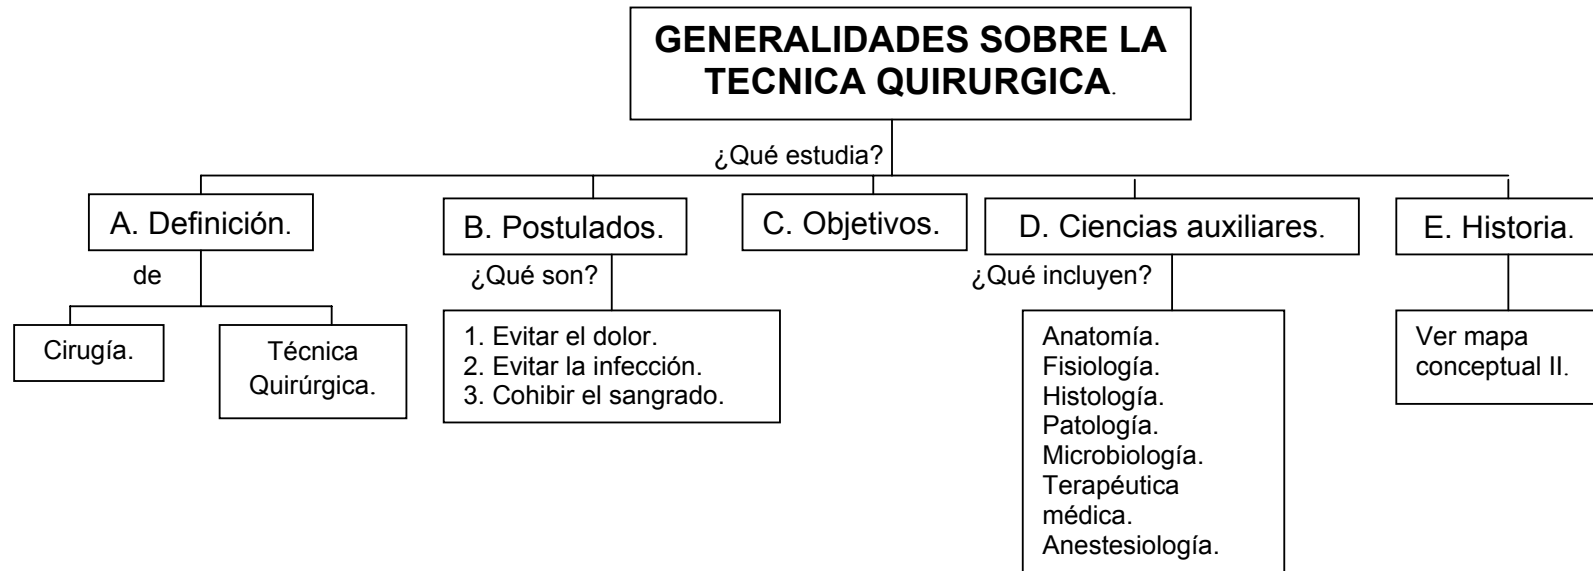 GENERALIDADES SOBRE LA
TECNICA QUIRURGICA.
¿Qué estudia?
A. Definición.
B. Postulados.
C. Objetivos.
D. Ciencias auxiliares.
E. Historia.
de
¿Qué son?
¿Qué incluyen?
Cirugía.
Técnica
Quirúrgica.
1. Evitar el dolor.
2. Evitar la infección.
3. Cohibir el sangrado.
Anatomía.
Fisiología.
Histología.
Patología.
Microbiología.
Terapéutica
médica.
Anestesiología.
Ver mapa
conceptual II.